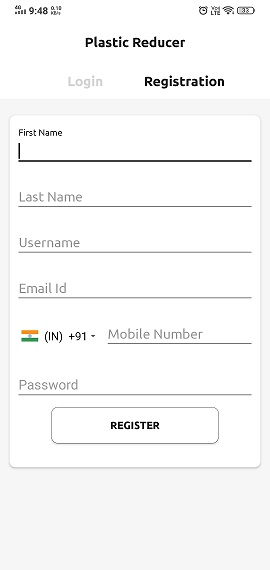 4G 9:48 0.10 KB/s Voi LTE 33
Plastic Reducer
Login Registration
First Name
Last Name
Username
Email Id
(IN) +91 Mobile Number
Password
REGISTER